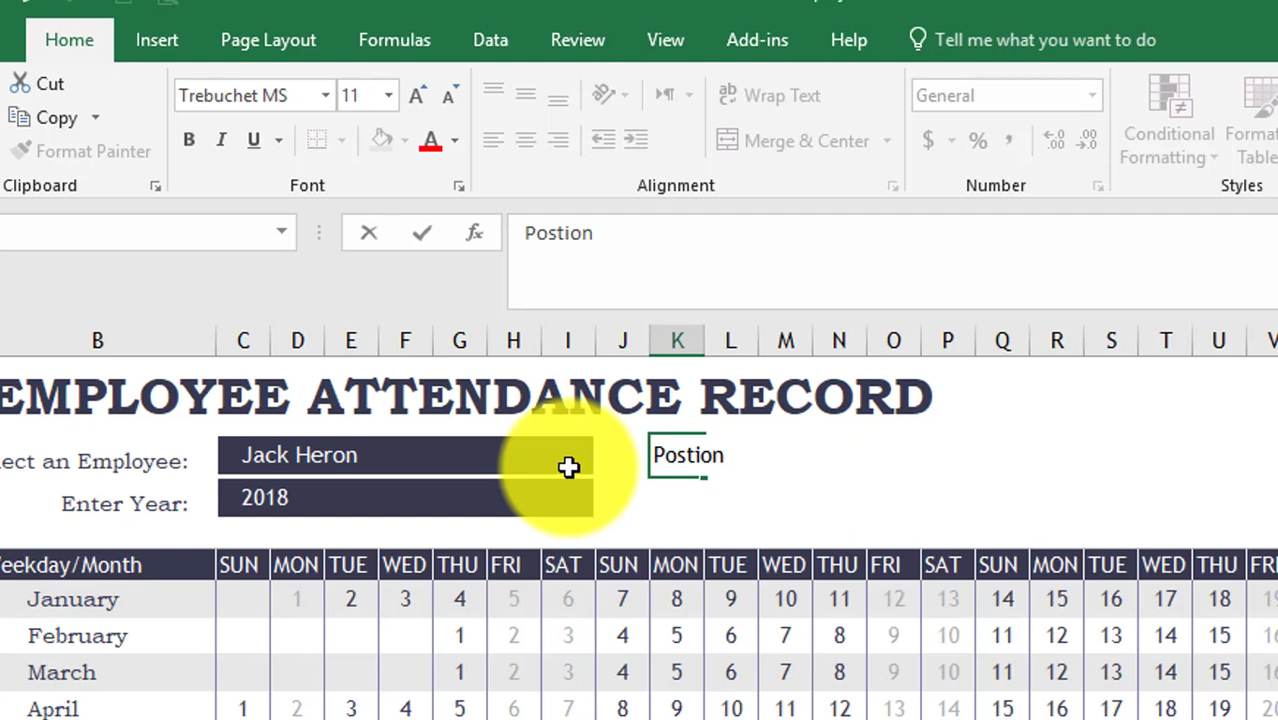 Home Insert Page Layout Formulas Data Review View Add-ins Help Tell me what you want to do
Cut
Copy
Format Painter
Clipboard
Trebuchet MS 11
B I U A
Font
Wrap Text
Merge & Center
Alignment
General
$ % ,
Number
Conditional
Formatting
Format
Table
Styles
fx Postion
B C D E F G H I J K L M N O P Q R S T U V
EMPLOYEE ATTENDANCE RECORD
lect an Employee: Jack Heron Postion
Enter Year: 2018
eekday/Month SUN MON TUE WED THU FRI SAT SUN MON TUE WED THU FRI SAT SUN MON TUE WED THU FRI
January 1 2 3 4 5 6 7 8 9 10 11 12 13 14 15 16 17 18 19
February 1 2 3 4 5 6 7 8 9 10 11 12 13 14 15 16
March 1 2 3 4 5 6 7 8 9 10 11 12 13 14 15 16
April 1 2 3 4 5 6 7 8 9 10 11 12 13 14 15 16 17 18 19 20